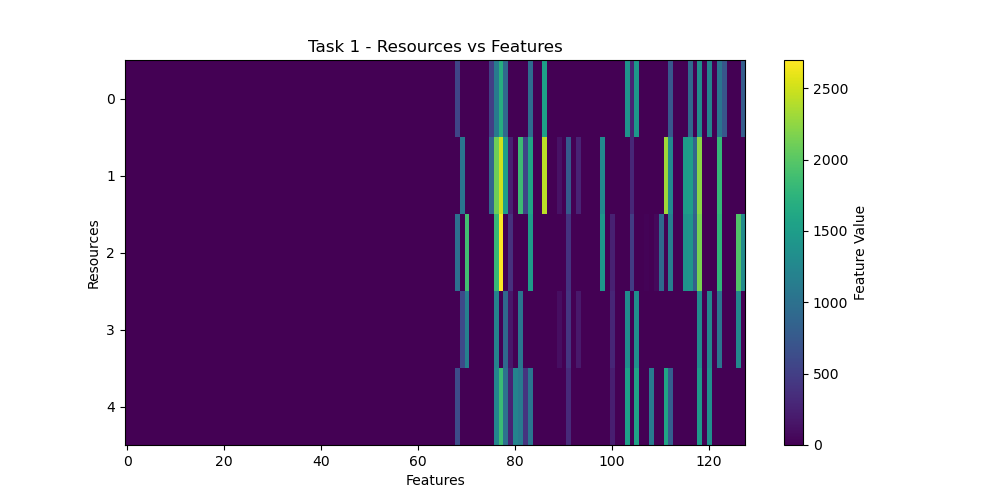 Task 1 - Resources vs Features
0
1
2
3
4
Resources
0 20 40 60 80 100 120
Features
2500
2000
1500
1000
500
0
Feature Value